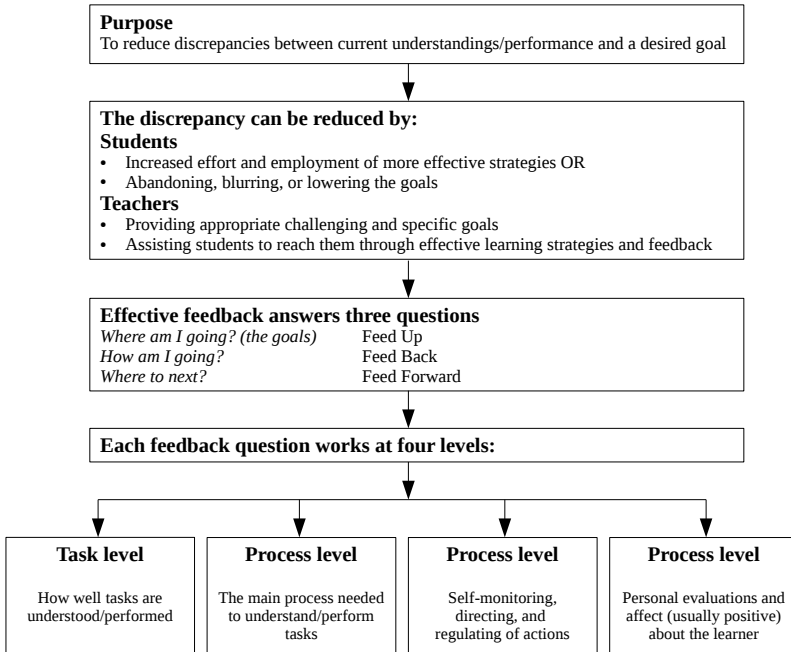 Purpose
To reduce discrepancies between current understandings/performance and a desired goal
The discrepancy can be reduced by:
Students
• Increased effort and employment of more effective strategies OR
• Abandoning, blurring, or lowering the goals
Teachers
• Providing appropriate challenging and specific goals
• Assisting students to reach them through effective learning strategies and feedback
Effective feedback answers three questions
Where am I going? (the goals) Feed Up
How am I going? Feed Back
Where to next? Feed Forward
Each feedback question works at four levels:
Task level
How well tasks are
understood/performed
Process level
The main process needed
to understand/perform
tasks
Process level
Self-monitoring,
directing, and
regulating of actions
Process level
Personal evaluations and
affect (usually positive)
about the learner